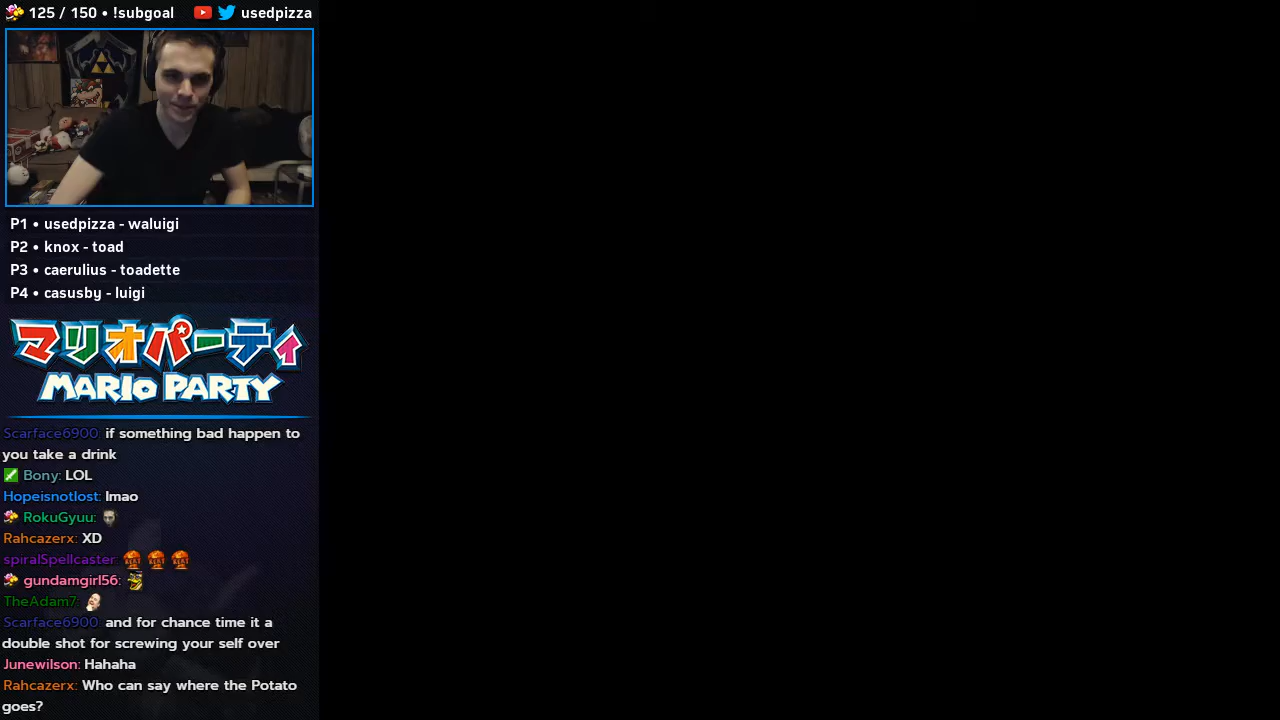 125 / 150 • !subgoal usedpizza
P1 • usedpizza - waluigi
P2 • knox - toad
P3 • caerulius - toadette
P4 • casusby - luigi
マリオパーティ
MARIO PARTY
Scarface6900: if something bad happen to
you take a drink
Bony: LOL
Hopeisnotlost: lmao
RokuGyuu:
Rahcazerx: XD
spiralSpellcaster:
gundamgirl56:
TheAdam7:
Scarface6900: and for chance time it a
double shot for screwing your self over
Junewilson: Hahaha
Rahcazerx: Who can say where the Potato
goes?